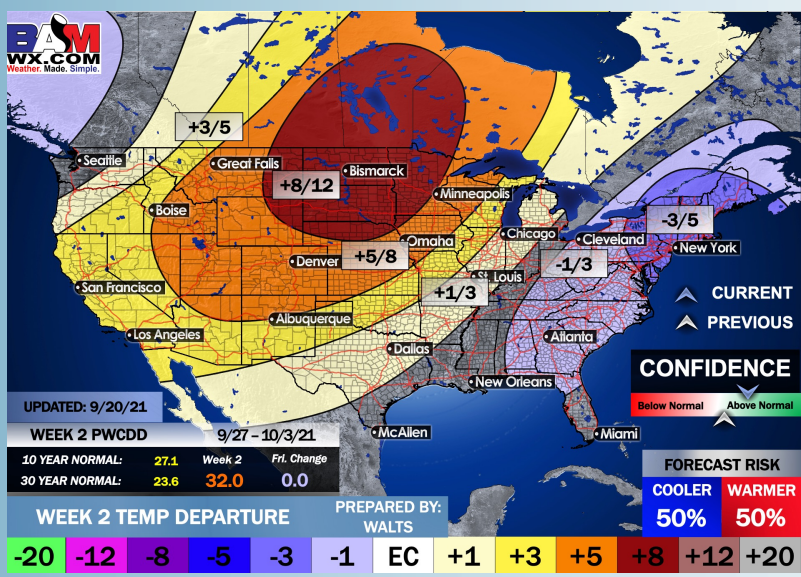 BAM
WX.COM
Weather. Made. Simple.
+3/5
Seattle
Great Falls
Bismarck
+8/12
Minneapolis
Boise
-3/5
Chicago
Cleveland
New York
Omaha
Denver
+5/8
-1/3
St. Louis
San Francisco
+1/3
CURRENT
Albuquerque
PREVIOUS
Los Angeles
Atlanta
Dallas
CONFIDENCE
New Orleans
Below Normal
Above Normal
UPDATED: 9/20/21
McAllen
Miami
WEEK 2 PWCDD
9/27 – 10/3/21
10 YEAR NORMAL:
27.1
Week 2
Fri. Change
30 YEAR NORMAL:
23.6
32.0
0.0
FORECAST RISK
COOLER
WARMER
50%
50%
WEEK 2 TEMP DEPARTURE
PREPARED BY:
WALTS
-20 -12 -8 -5 -3 -1 EC +1 +3 +5 +8 +12 +20